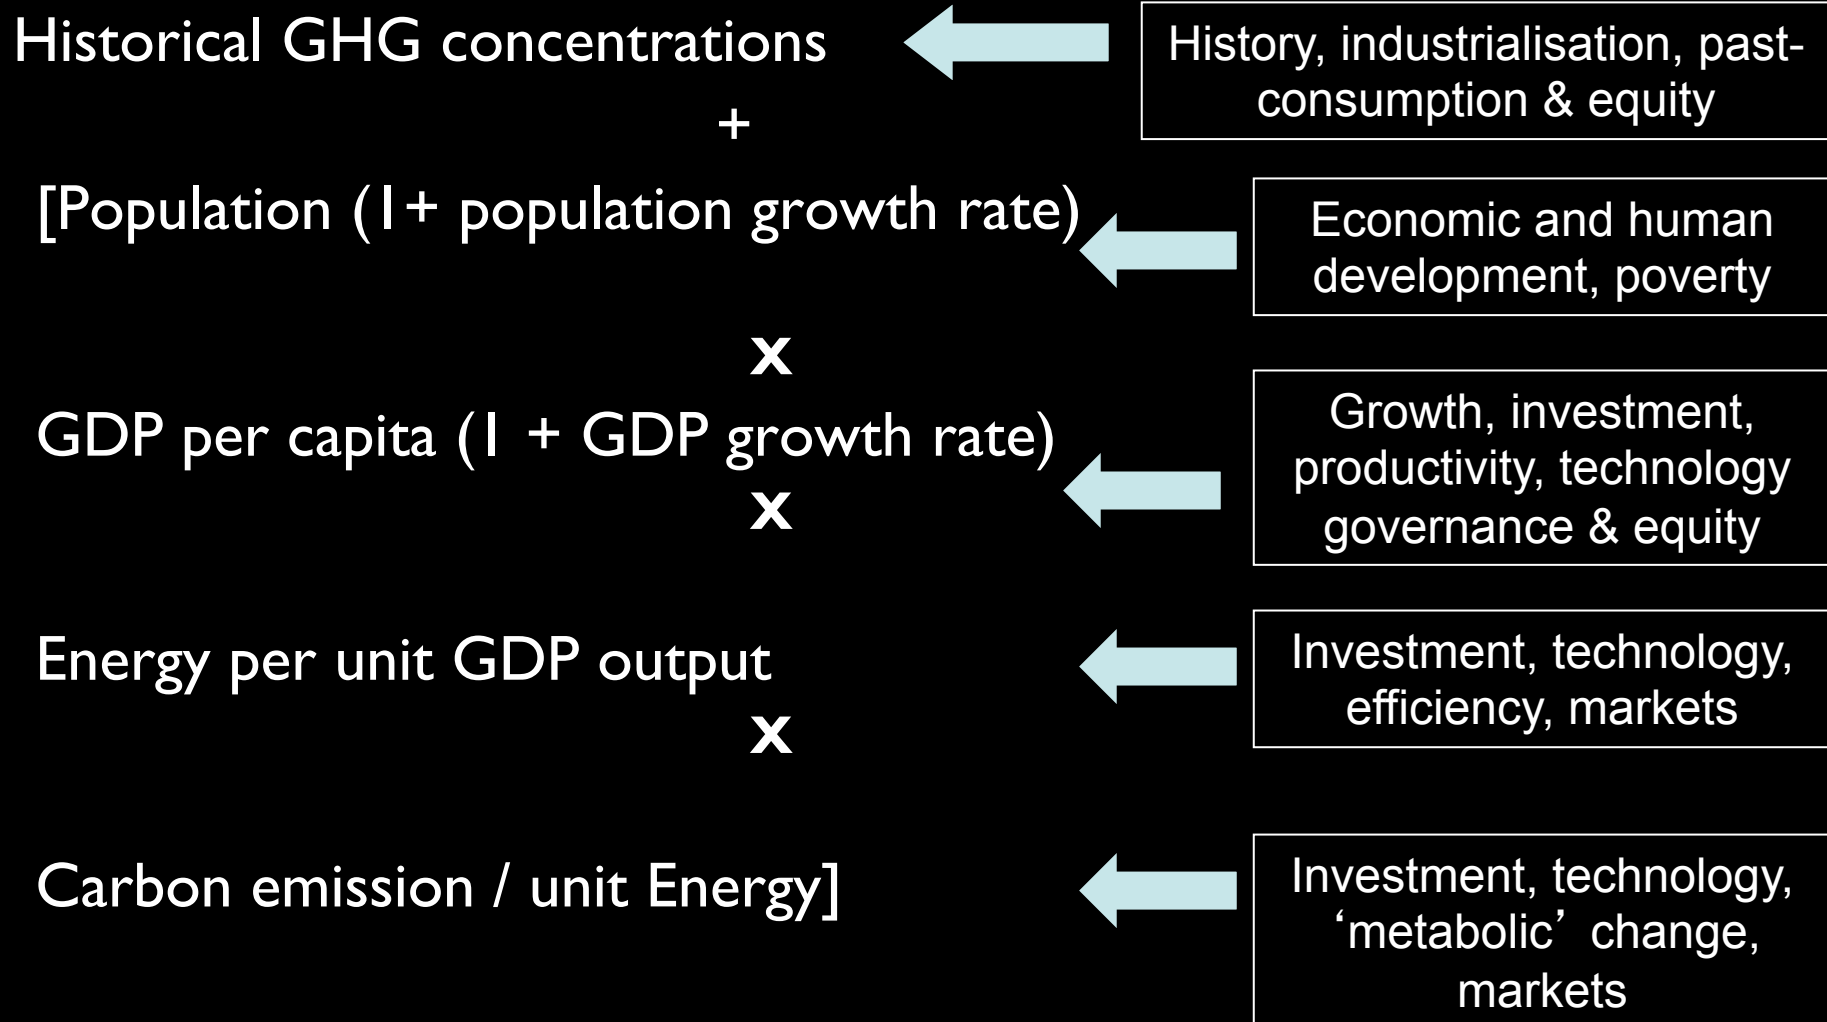 Historical GHG concentrations
History, industrialisation, past-
consumption & equity
+
[Population (1+ population growth rate)
Economic and human
development, poverty
x
GDP per capita (1 + GDP growth rate)
Growth, investment,
productivity, technology
governance & equity
x
Energy per unit GDP output
Investment, technology,
efficiency, markets
x
Carbon emission / unit Energy]
Investment, technology,
‘metabolic’ change,
markets